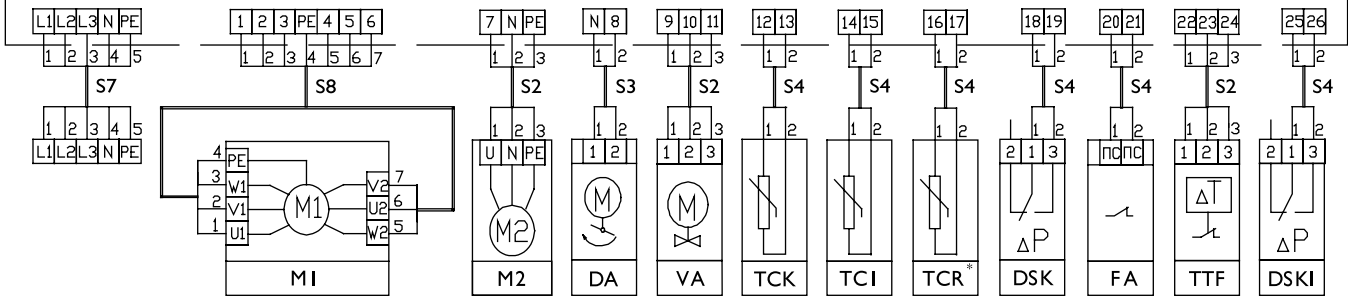 L1 L2 L3 N PE 1 2 3 PE 4 5 6 7 N PE N 8 9 10 11 12 13 14 15 16 17 18 19 20 21 22 23 24 25 26
1 2 3 4 5 1 2 3 4 5 6 7 1 2 3 1 2 1 2 3 1 2 1 2 1 2 1 2 1 2 1 2 3 1 2
S7 S8 S2 S3 S2 S4 S4 S4 S4 S4 S2 S4
1 2 3 4 5 1 2 3 1 2 1 2 3 1 2 1 2 1 2 1 2 1 2 1 2 3 1 2
L1 L2 L3 N PE U N PE 1 2 1 2 3 2 1 3 ПС ПС 1 2 3 2 1 3
4 PE
3 W1 V2 7
2 V1 M1 U2 6
1 U1 W2 5
M2 M M ΔP ΔT ΔP
M1 M2 DA VA TCK TC1 TCR* DSK FA TTF DSK1